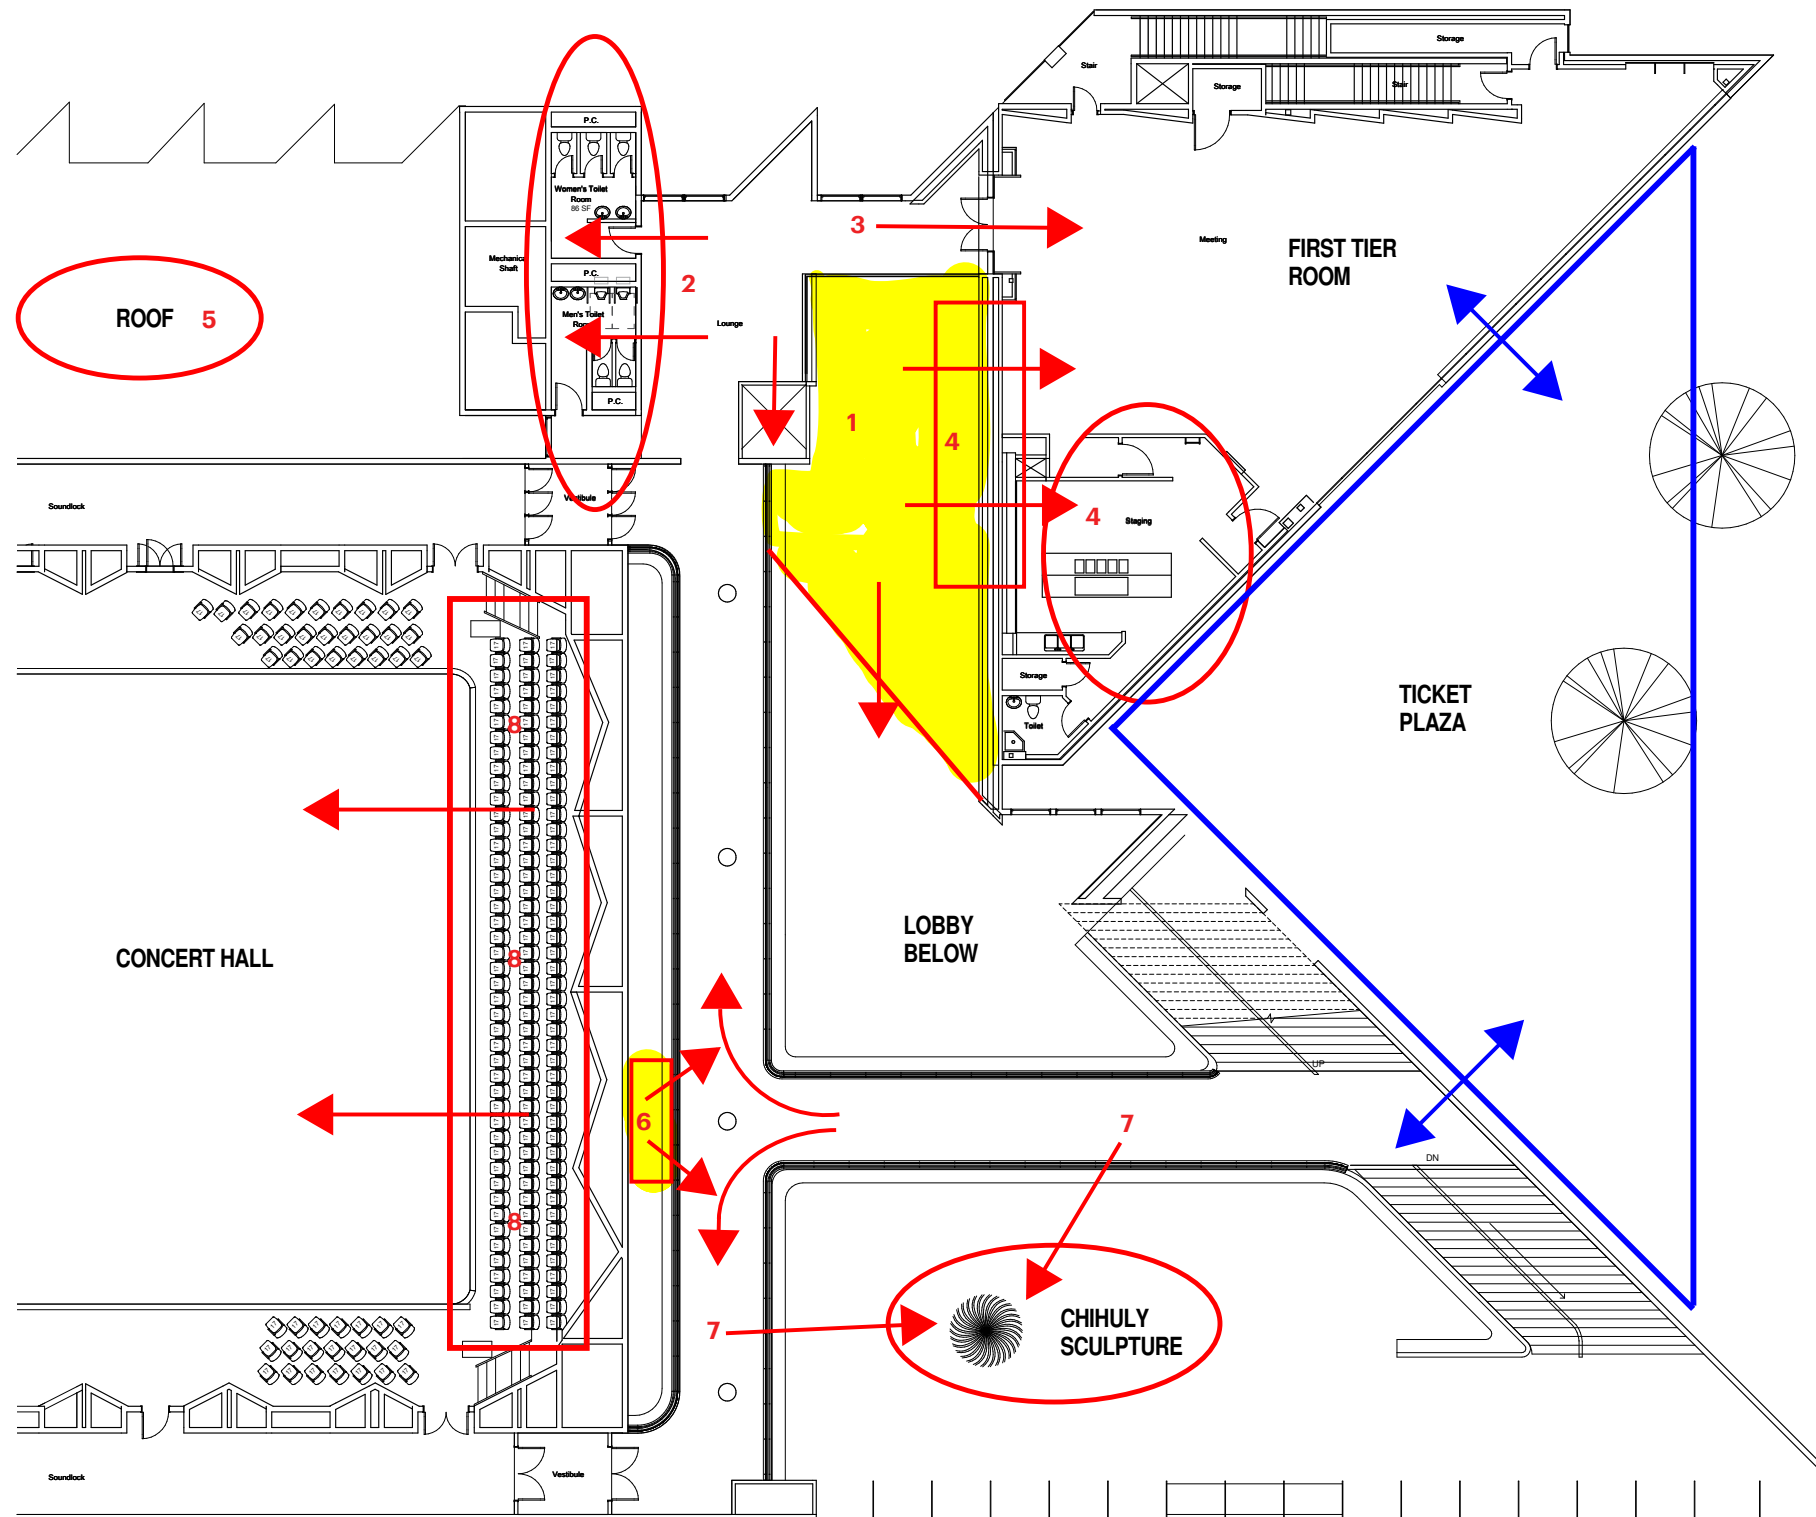 Storage
Stair
Storage
Stair
P.C.
Women's Toilet
Room
86 SF
3
Meeting
FIRST TIER
ROOM
Mechanical
Shaft
P.C.
2
ROOF 5
Men's Toilet
Room
Lounge
P.C.
1
4
Soundlock
Vestibule
4
Staging
Storage
Toilet
TICKET
PLAZA
8
LOBBY
BELOW
CONCERT HALL
8
UP
6
7
DN
8
7
CHIHULY
SCULPTURE
Soundlock
Vestibule